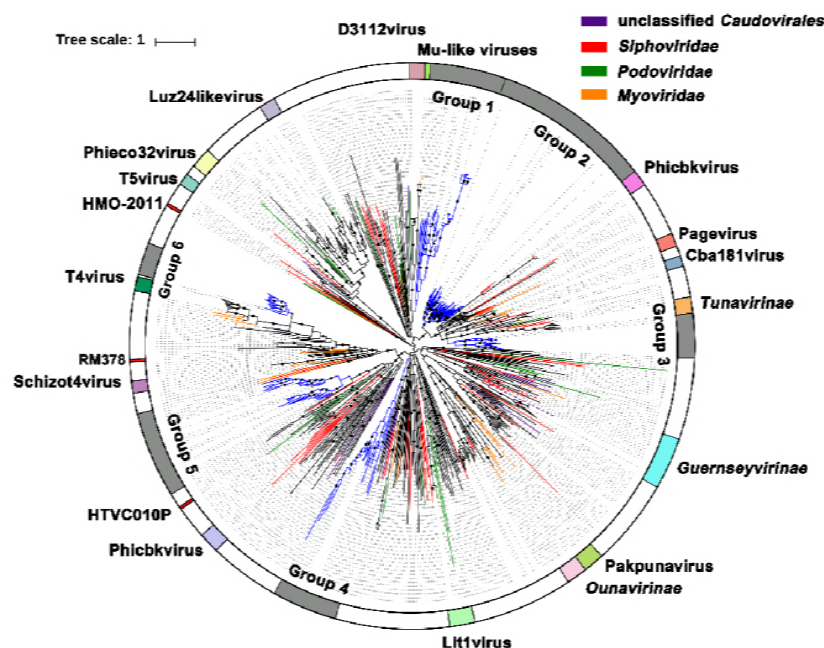 D3112virus
unclassified Caudovirales
Tree scale: 1
Mu-like viruses
Siphoviridae
Podoviridae
Myoviridae
Luz24likevirus
Group 1
Group 2
Phieco32virus
Phicbkvirus
T5virus
HMO-2011
Pagevirus
Cba181virus
Group 6
T4virus
Tunavirinae
Group 3
RM378
Schizot4virus
Group 5
Guernseyvirinae
HTVC010P
Phicbkvirus
Pakpunavirus
Group 4
Ounavirinae
Lit1virus